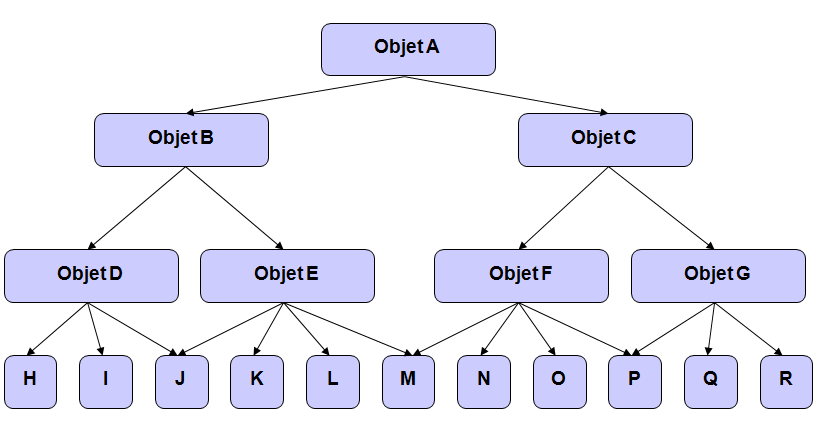 Objet A
Objet B
Objet C
Objet D
Objet E
Objet F
Objet G
H
I
J
K
L
M
N
O
P
Q
R